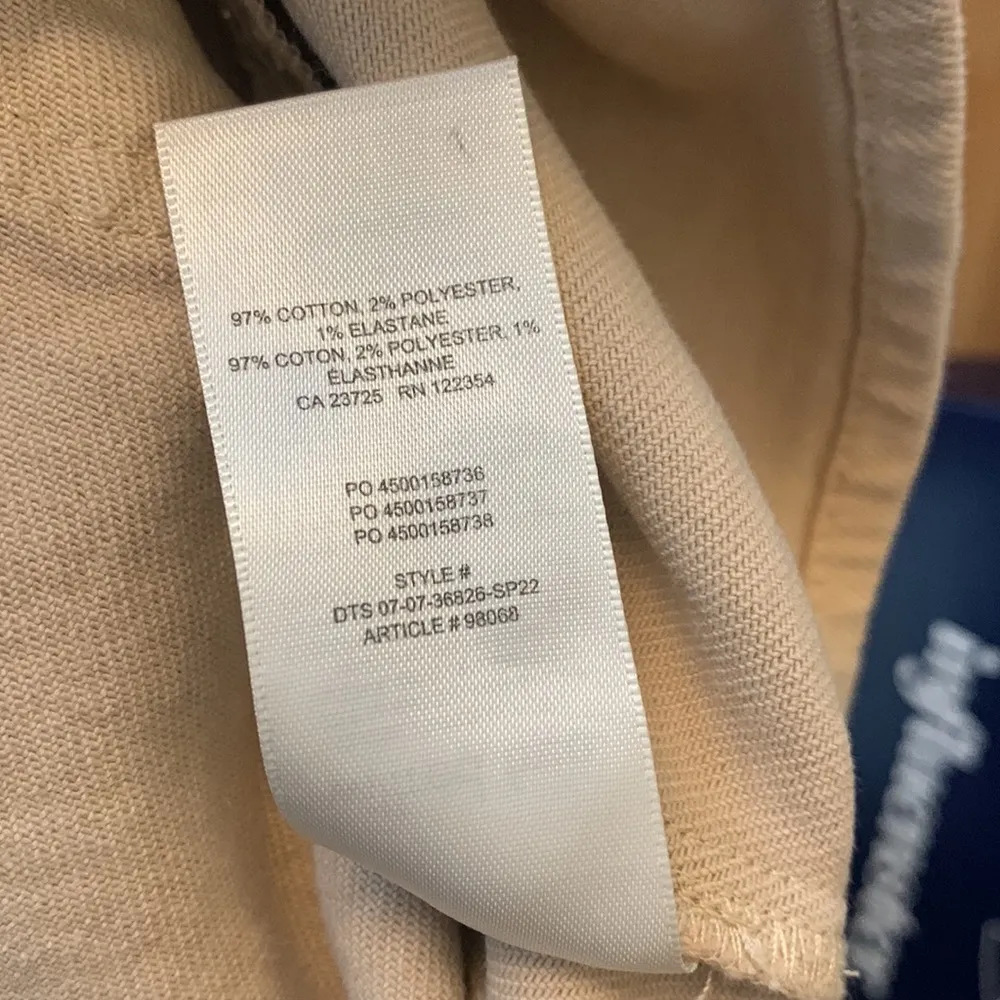 97% COTTON, 2% POLYESTER,
1% ELASTANE
97% COTON, 2% POLYESTER, 1%
ÉLASTHANNE
CA 23725 RN 122354
PO 4500158736
PO 4500158737
PO 4500158738
STYLE #
DTS 07-07-36826-SP22
ARTICLE # 98068